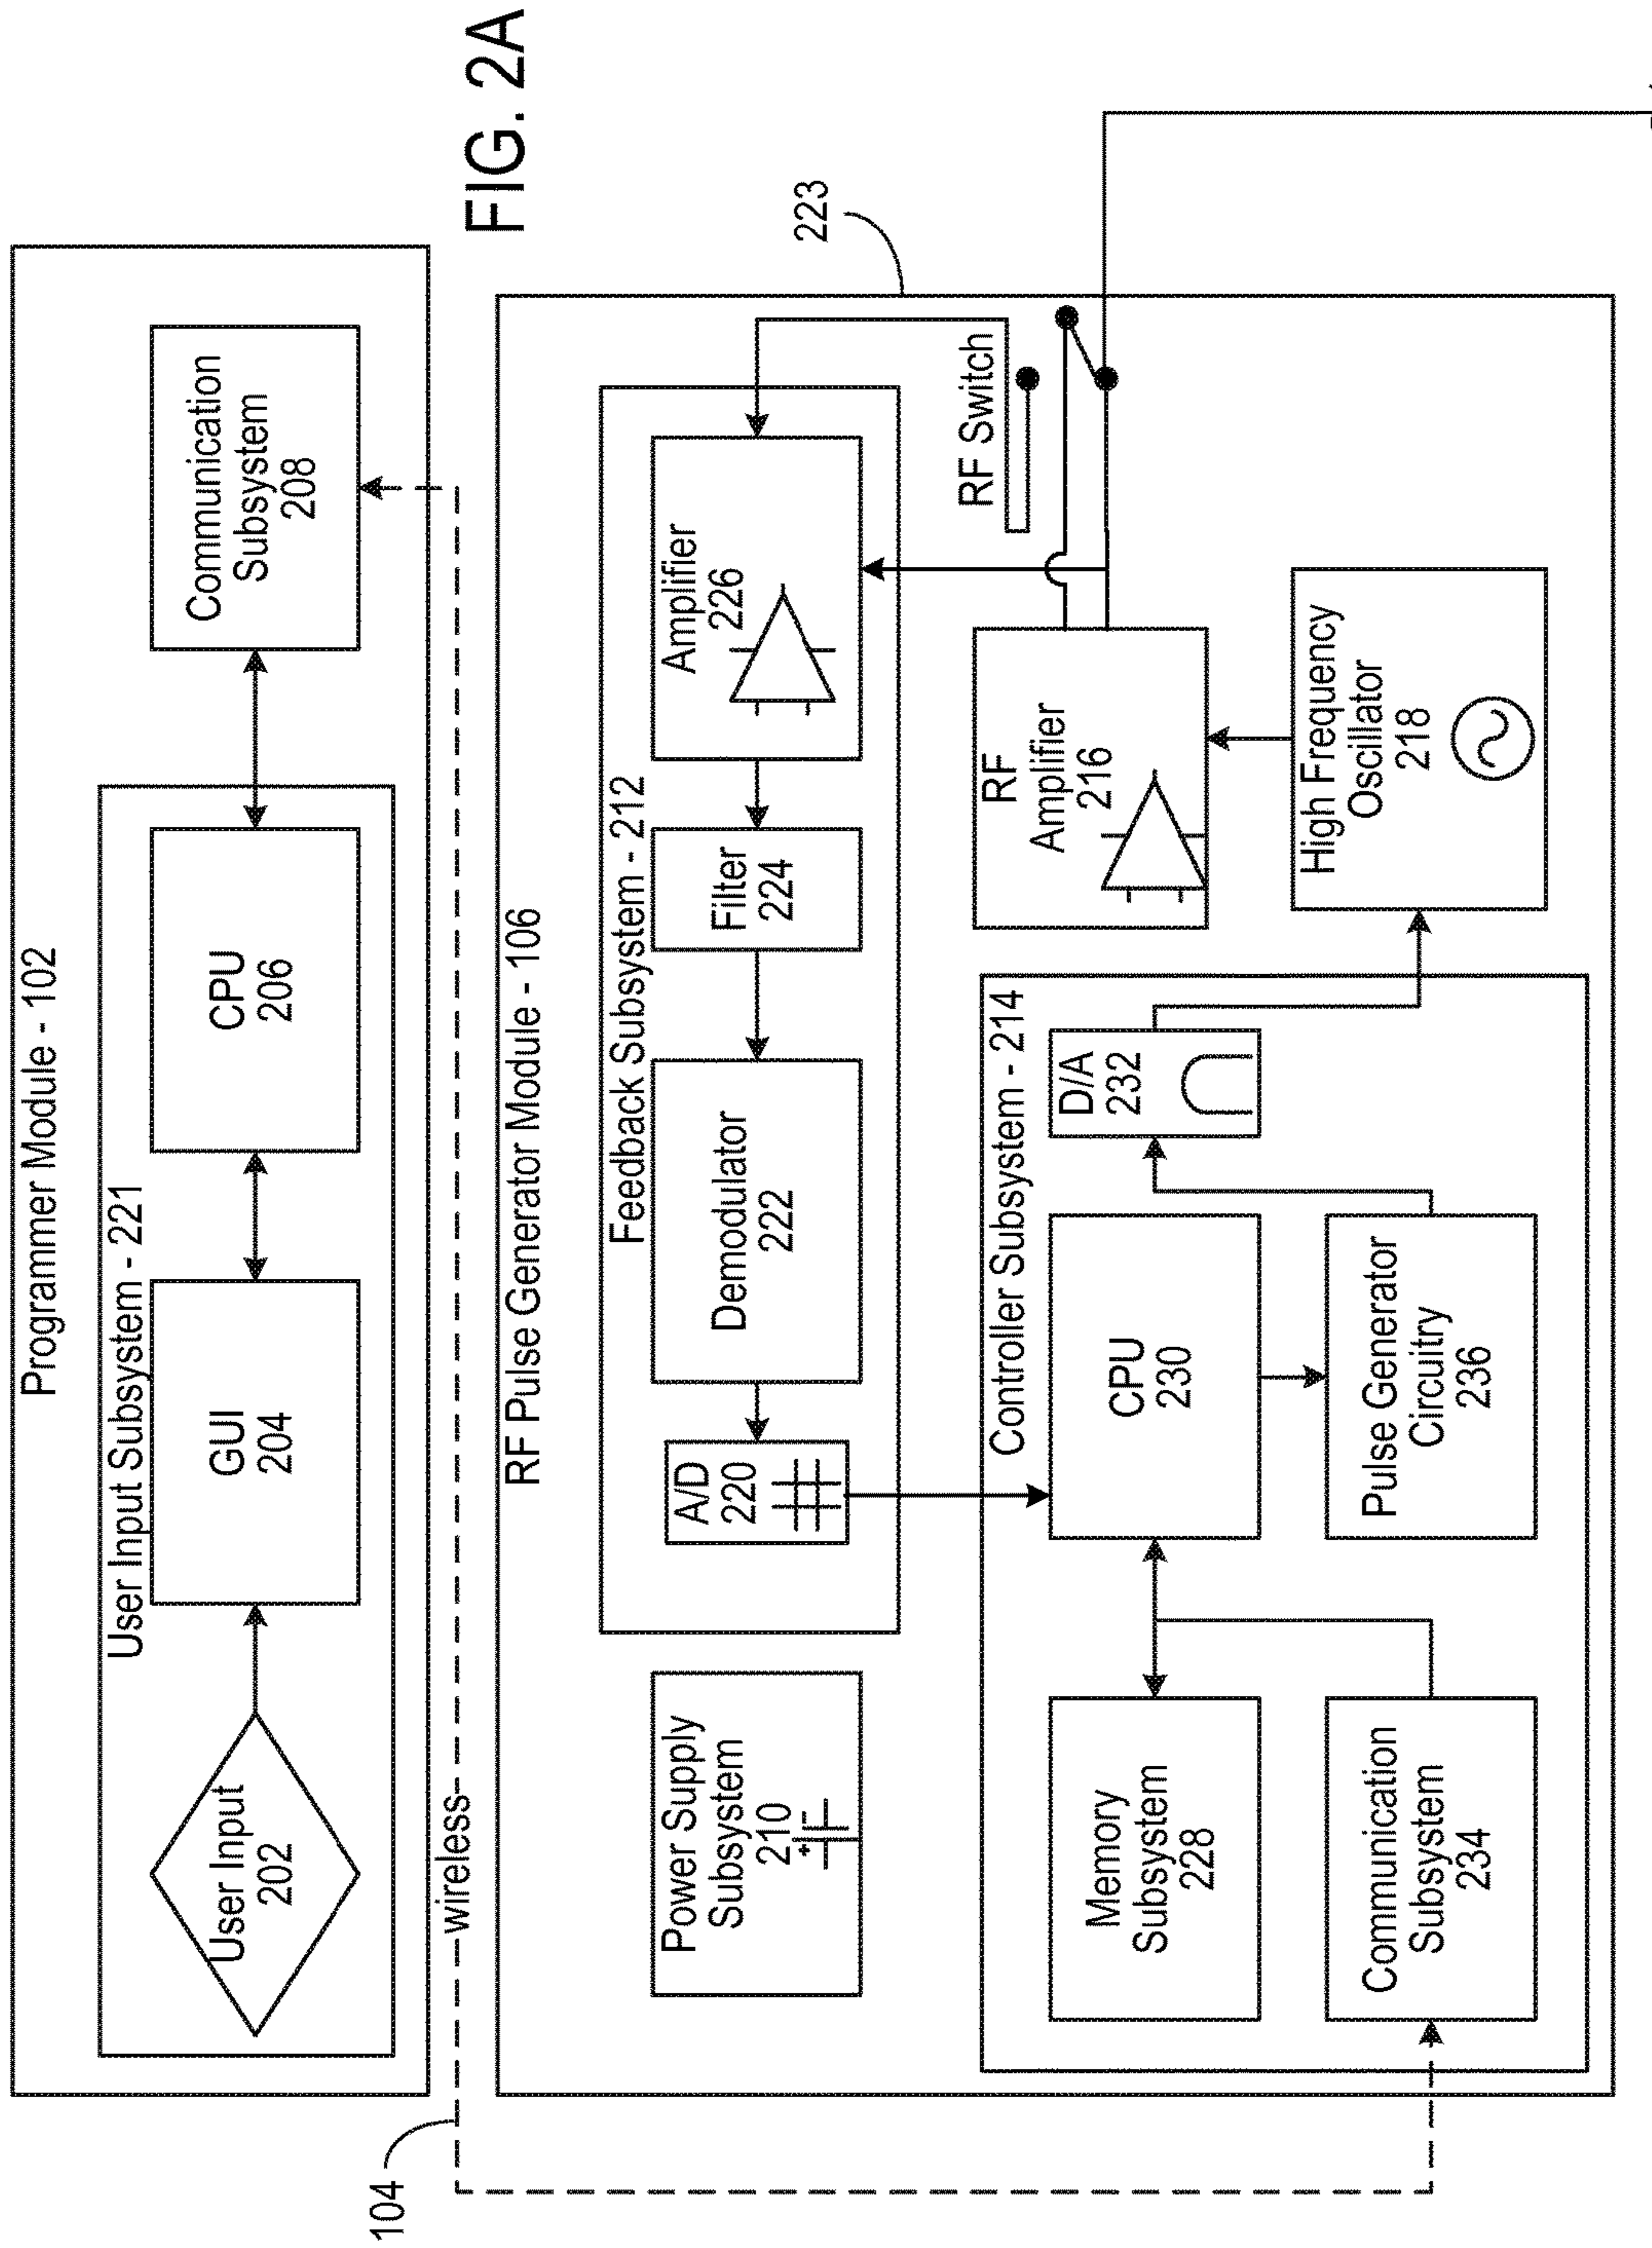 Programmer Module - 102
User Input Subsystem - 221
User Input
202
GUI
204
CPU
206
Communication
Subsystem
208
104
wireless
FIG. 2A
RF Pulse Generator Module - 106
223
Power Supply
Subsystem
210
+
-
Feedback Subsystem - 212
A/D
220
Demodulator
222
Filter
224
Amplifier
226
RF Switch
Controller Subsystem - 214
Memory
Subsystem
228
CPU
230
D/A
232
Communication
Subsystem
234
Pulse Generator
Circuitry
236
RF
Amplifier
216
High Frequency
Oscillator
218